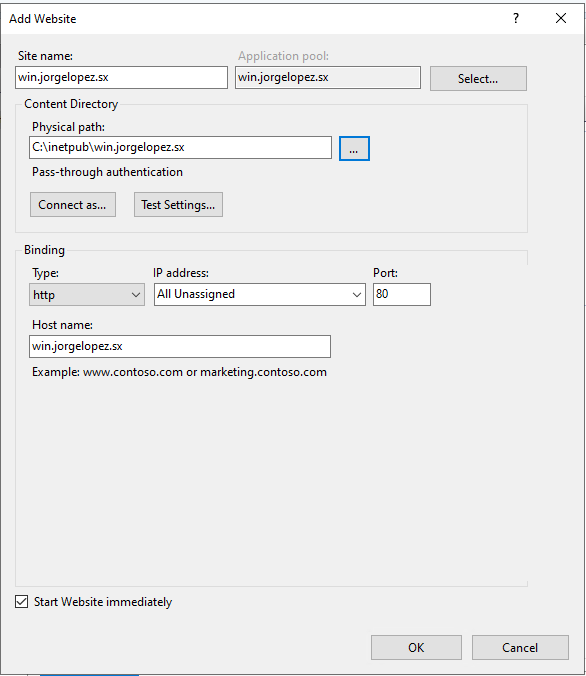 Add Website
?
Site name:
Application pool:
win.jorgelopez.sx
win.jorgelopez.sx
Select...
Content Directory
Physical path:
C:\inetpub\win.jorgelopez.sx
...
Pass-through authentication
Connect as...
Test Settings...
Binding
Type:
IP address:
Port:
http
All Unassigned
80
Host name:
win.jorgelopez.sx
Example: www.contoso.com or marketing.contoso.com
Start Website immediately
OK
Cancel